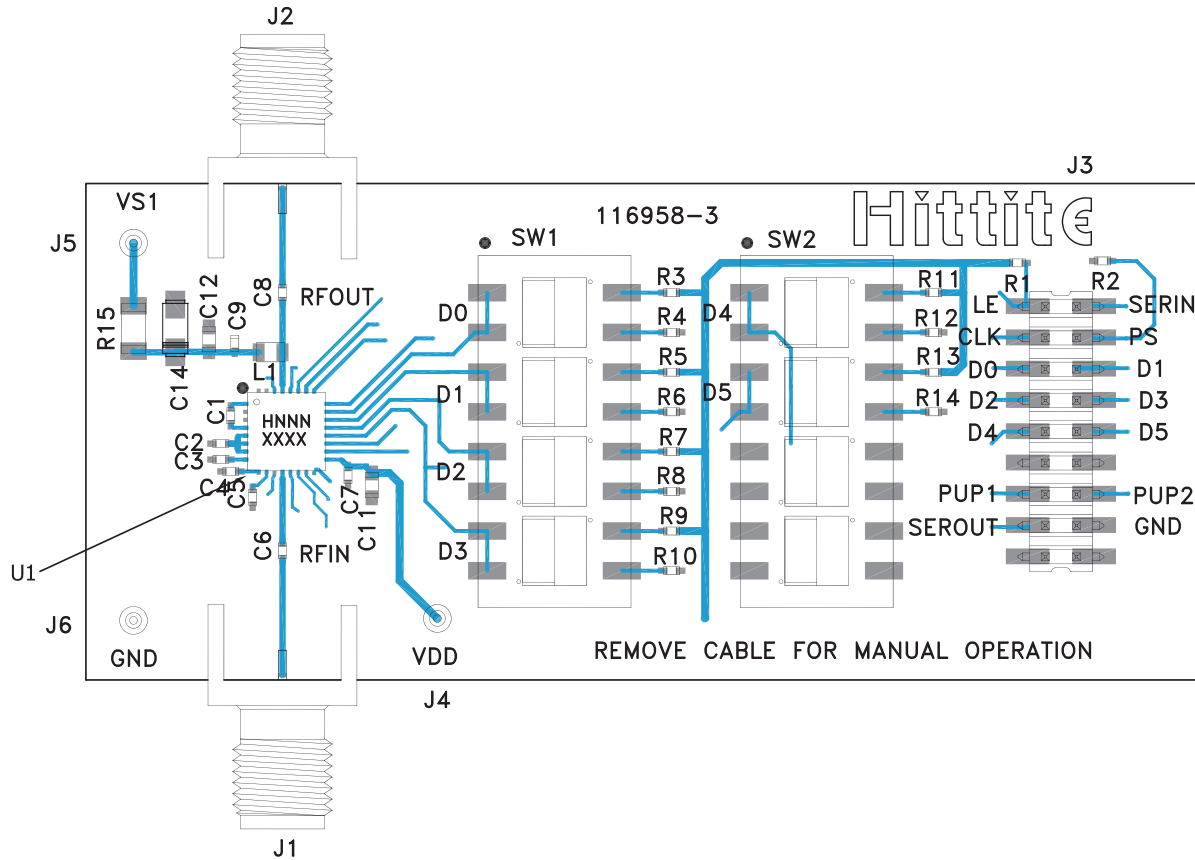 J2
J3
VS1
116958-3
Hittite
J5
SW1
SW2
R15
C14
C12
C9
C8
RFOUT
L1
D0
D1
D2
D3
R3
R4
R5
R6
R7
R8
R9
R10
D4
D5
R11
R12
R13
R14
R1
R2
LE
SERIN
CLK
PS
D0
D1
D2
D3
D4
D5
PUP1
PUP2
SEROUT
GND
HNNN
XXXX
C1
C2
C3
C4
C5
C7
C11
C6
RFIN
U1
J6
GND
VDD
REMOVE CABLE FOR MANUAL OPERATION
J4
J1